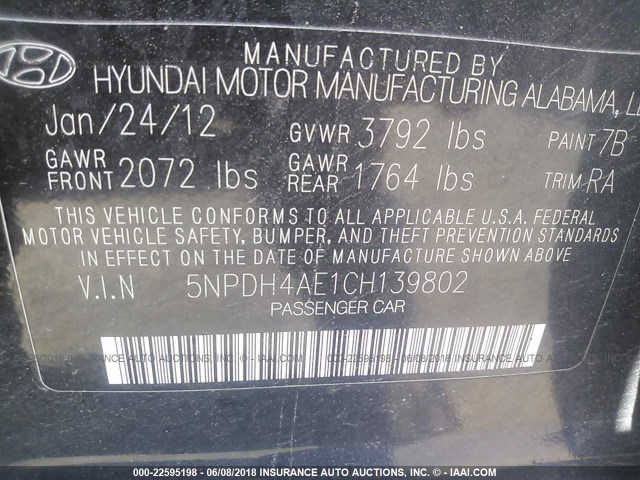 MANUFACTURED BY
HYUNDAI MOTOR MANUFACTURING ALABAMA,
Jan/24/12 GVWR 3792 lbs PAINT 7B
GAWR FRONT 2072 lbs GAWR REAR 1764 lbs TRIM RA
THIS VEHICLE CONFORMS TO ALL APPLICABLE U.S.A. FEDERAL
MOTOR VEHICLE SAFETY, BUMPER, AND THEFT PREVENTION STANDARDS
IN EFFECT ON THE DATE OF MANUFACTURE SHOWN ABOVE
V.I.N 5NPDH4AE1CH139802
PASSENGER CAR
000-22595198 - 06/08/2018 INSURANCE AUTO AUCTIONS, INC. - © - IAAI.COM